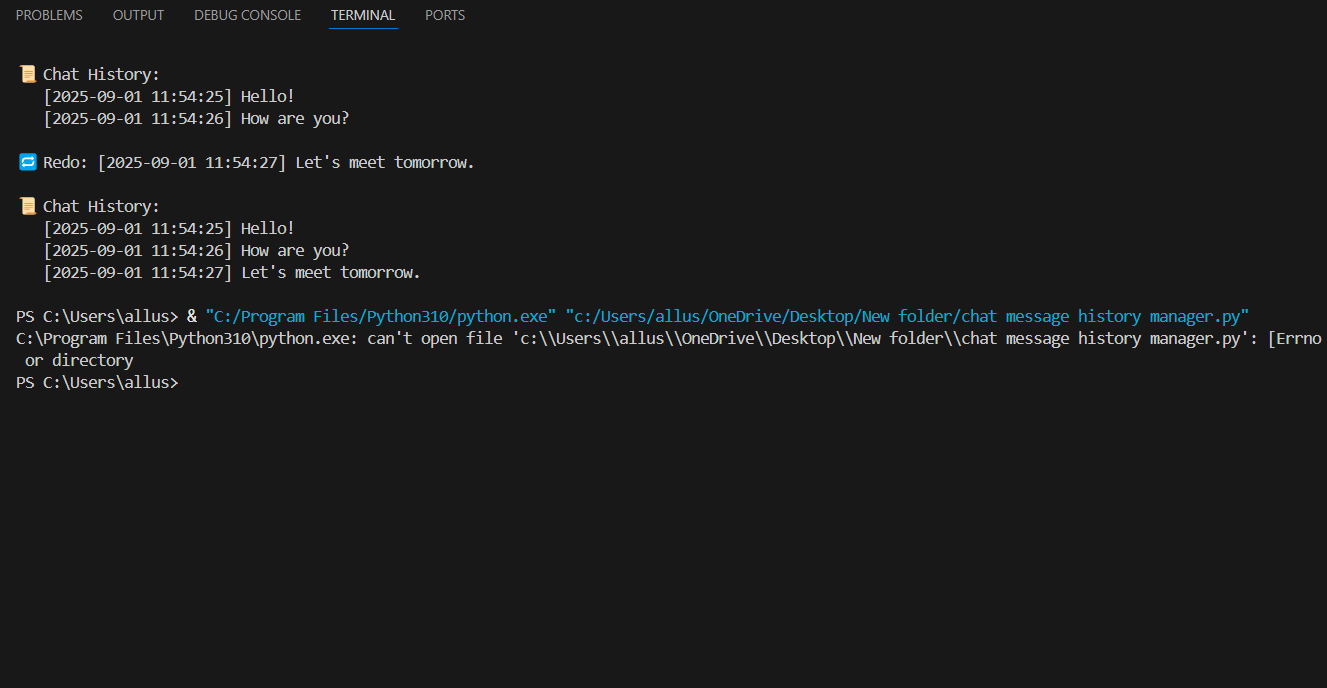 PROBLEMS OUTPUT DEBUG CONSOLE TERMINAL PORTS
📜 Chat History:
[2025-09-01 11:54:25] Hello!
[2025-09-01 11:54:26] How are you?
🔁 Redo: [2025-09-01 11:54:27] Let's meet tomorrow.
📜 Chat History:
[2025-09-01 11:54:25] Hello!
[2025-09-01 11:54:26] How are you?
[2025-09-01 11:54:27] Let's meet tomorrow.
PS C:\Users\allus> & "C:/Program Files/Python310/python.exe" "c:/Users/allus/OneDrive/Desktop/New folder/chat message history manager.py"
C:\Program Files\Python310\python.exe: can't open file 'c:\\Users\\allus\\OneDrive\\Desktop\\New folder\\chat message history manager.py': [Errno
or directory
PS C:\Users\allus>